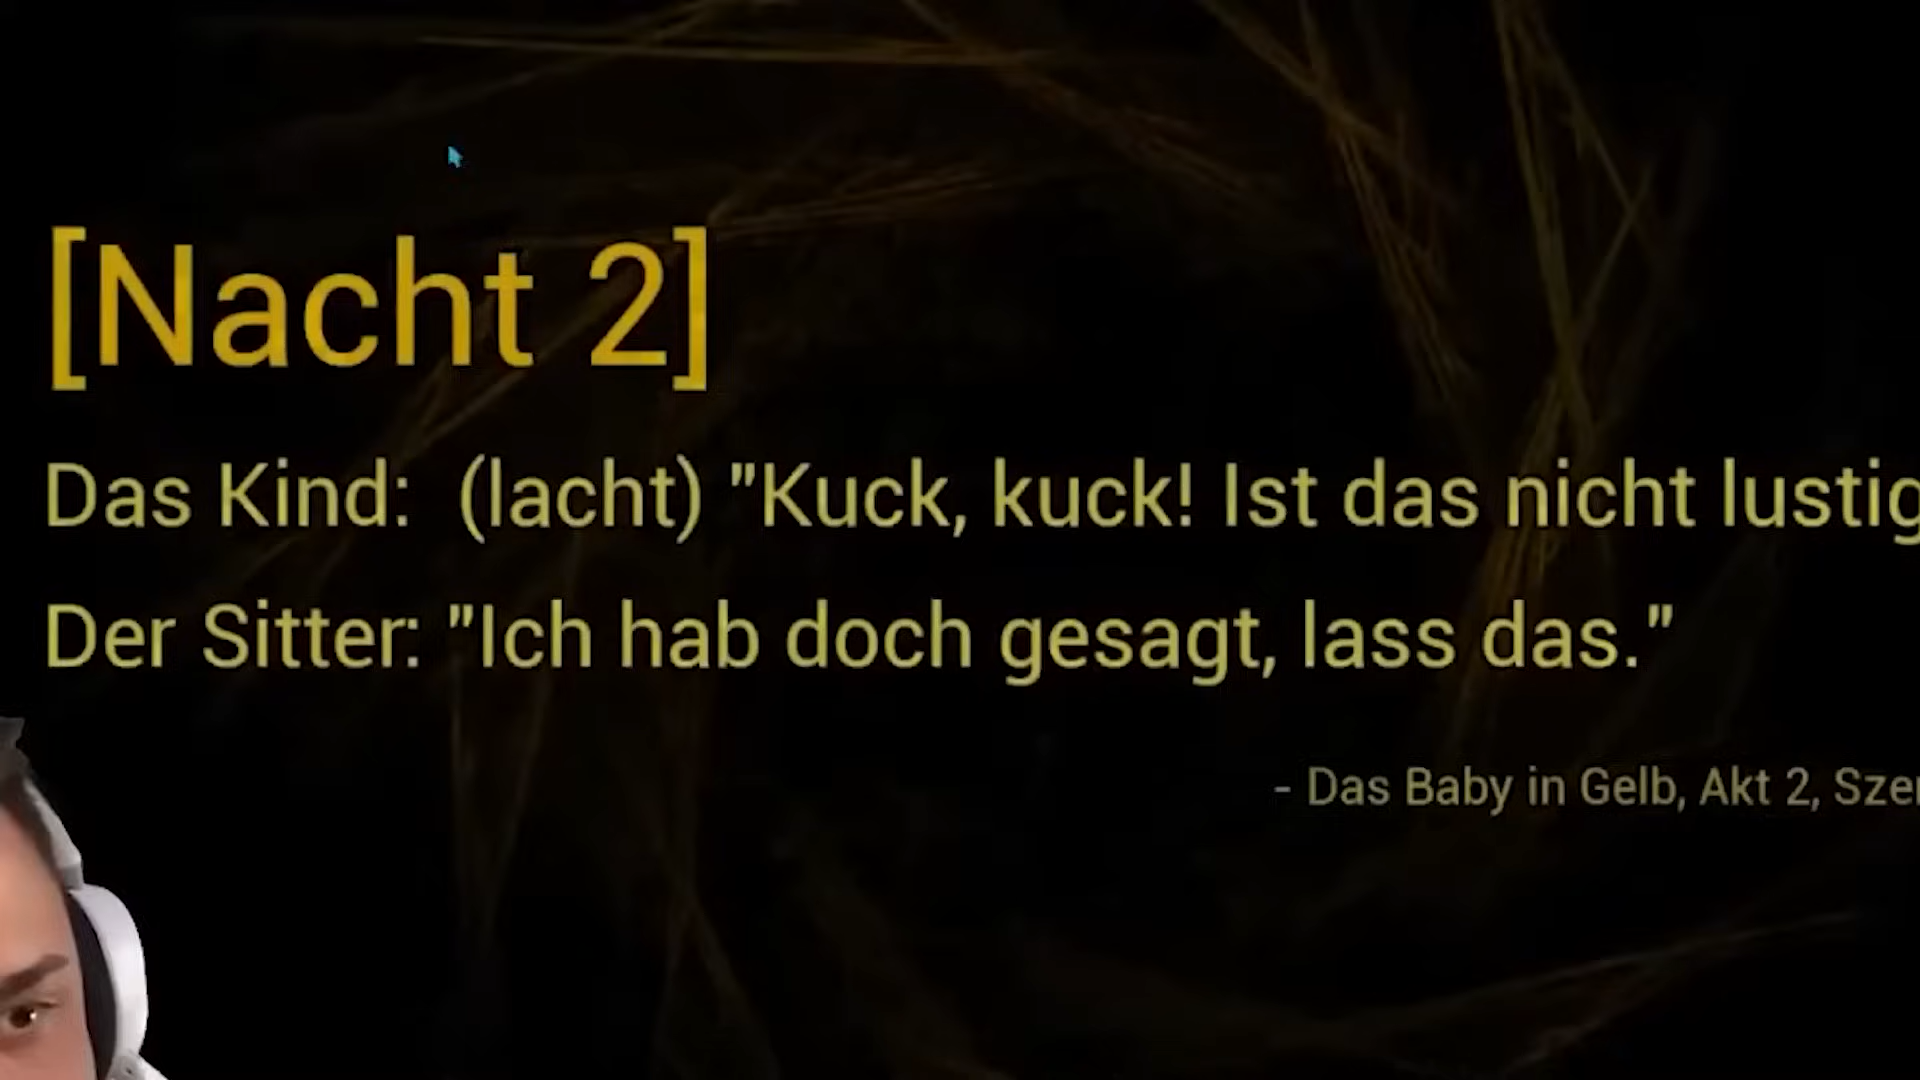 [Nacht 2]
Das Kind: (lacht) "Kuck, kuck! Ist das nicht lustig
Der Sitter: "Ich hab doch gesagt, lass das."
- Das Baby in Gelb, Akt 2,